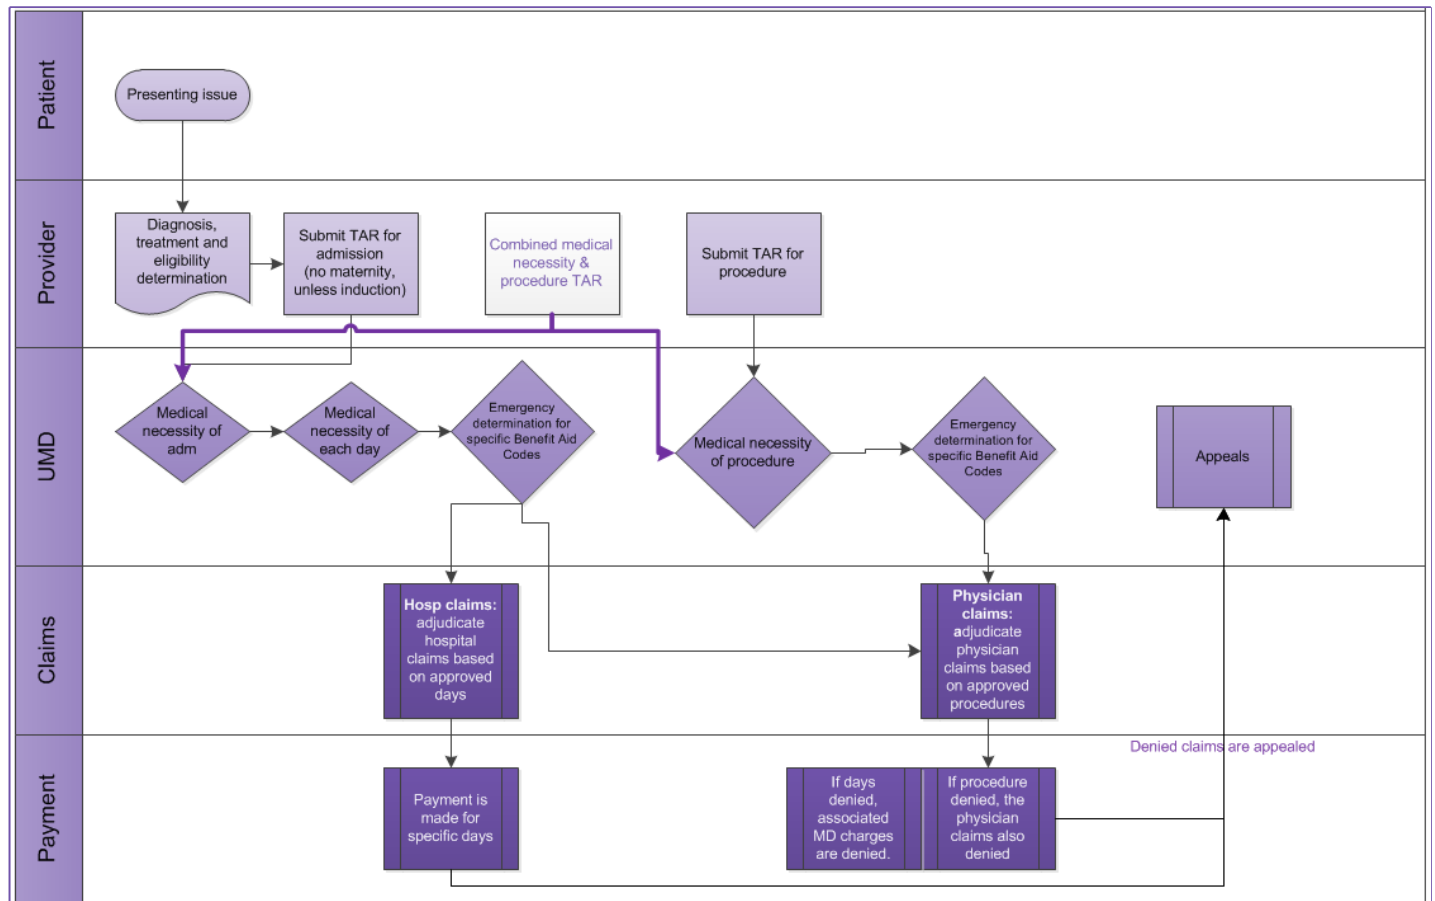 Patient
Presenting issue
Provider
Diagnosis,
treatment and
eligibility
determination
Submit TAR for
admission
(no maternity,
unless induction)
Combined medical
necessity &
procedure TAR
Submit TAR for
procedure
UMD
Medical
necessity of
adm
Medical
necessity of
each day
Emergency
determination for
specific Benefit Aid
Codes
Medical necessity
of procedure
Emergency
determination for
specific Benefit Aid
Codes
Appeals
Claims
Hosp claims:
adjudicate
hospital
claims based
on approved
days
Physician
claims:
adjudicate
physician
claims based
on approved
procedures
Payment
Denied claims are appealed
Payment is
made for
specific days
If days
denied,
associated
MD charges
are denied.
If procedure
denied, the
physician
claims also
denied